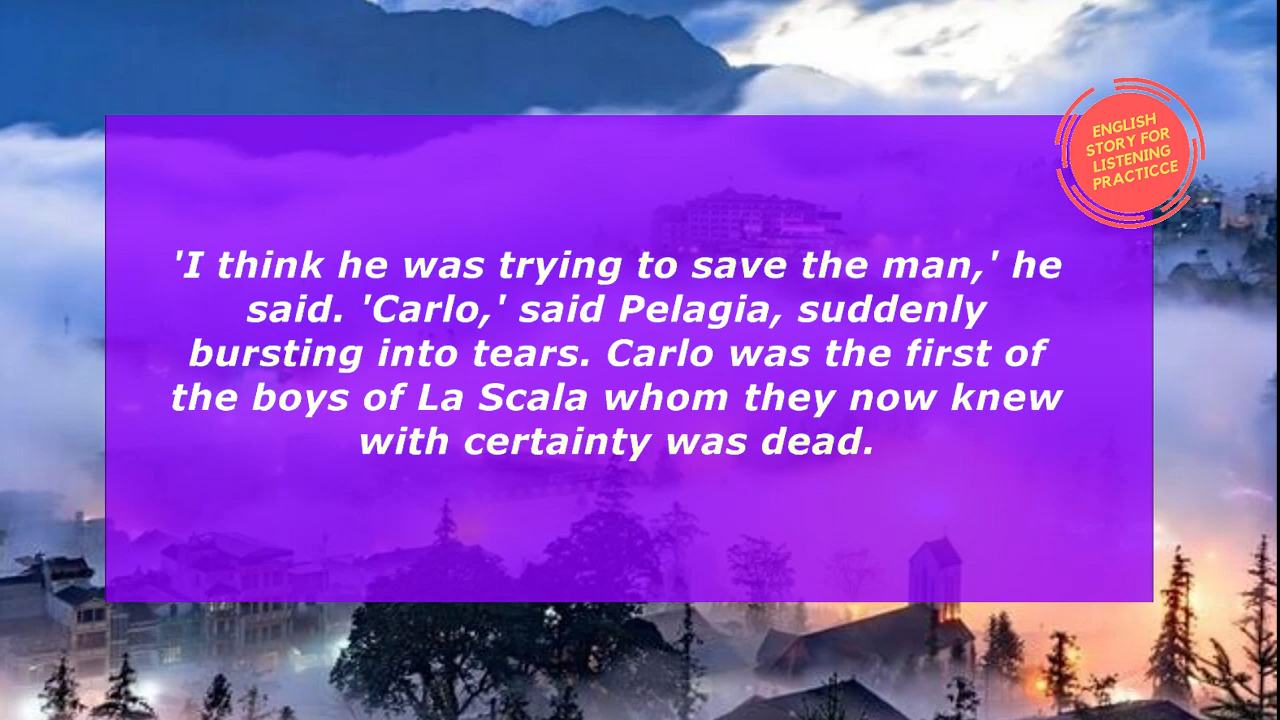 ENGLISH
STORY FOR
LISTENING
PRACTICCE
'I think he was trying to save the man,' he
said. 'Carlo,' said Pelagia, suddenly
bursting into tears. Carlo was the first of
the boys of La Scala whom they now knew
with certainty was dead.